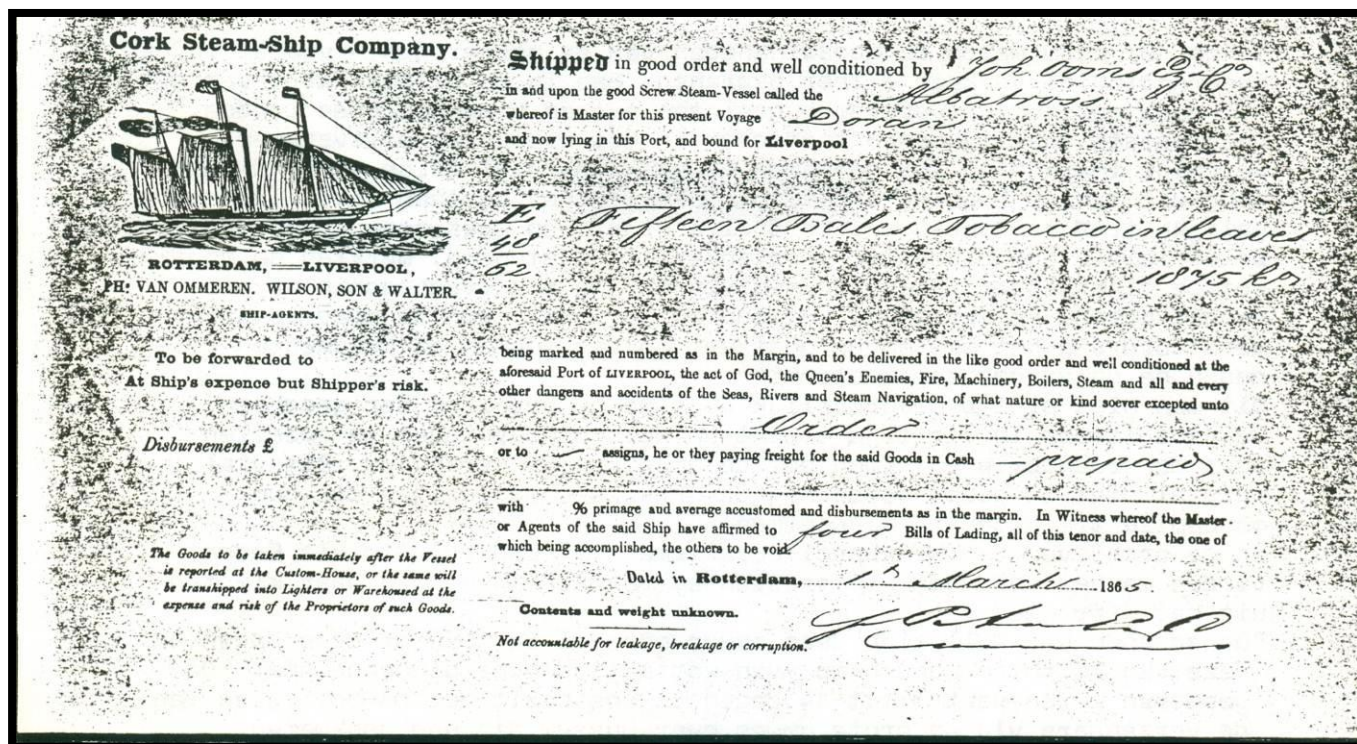 Cork Steam-Ship Company.
ROTTERDAM, LIVERPOOL,
PH: VAN OMMEREN. WILSON, SON & WALTER.
SHIP-AGENTS.
To be forwarded to
At Ship's expence but Shipper's risk.
Disbursements £
The Goods to be taken immediately after the Vessel
is reported at the Custom-House, or the same will
be transhipped into Lighters or Warehoused at the
expense and risk of the Proprietors of such Goods.
Shipped in good order and well conditioned by Joh. Ooms & Co
in and upon the good Screw Steam-Vessel called the Albatross
whereof is Master for this present Voyage Doran
and now lying in this Port, and bound for Liverpool
E Fifteen Bales Tobacco in leaves
48
62 1875 ko
being marked and numbered as in the Margin, and to be delivered in the like good order and well conditioned at the
aforesaid Port of LIVERPOOL, the act of God, the Queen's Enemies, Fire, Machinery, Boilers, Steam and all and every
other dangers and accidents of the Seas, Rivers and Steam Navigation, of what nature or kind soever excepted unto
Order
or to assigns, he or they paying freight for the said Goods in Cash — prepaid
with % primage and average accustomed and disbursements as in the margin. In Witness whereof the Master
or Agents of the said Ship have affirmed to four Bills of Lading, all of this tenor and date, the one of
which being accomplished, the others to be void.
Dated in Rotterdam, 1st March 1865.
Contents and weight unknown.
Not accountable for leakage, breakage or corruption.